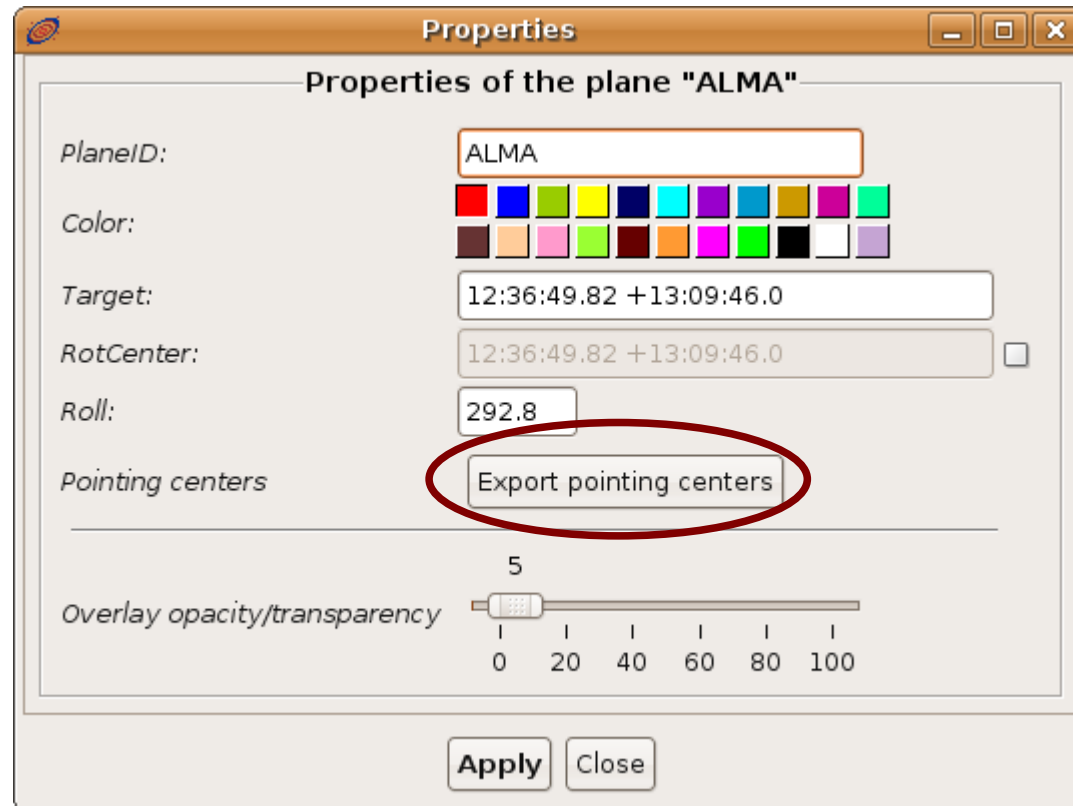 Properties
Properties of the plane "ALMA"
PlaneID: ALMA
Color:
Target: 12:36:49.82 +13:09:46.0
RotCenter: 12:36:49.82 +13:09:46.0
Roll: 292.8
Pointing centers Export pointing centers
5
Overlay opacity/transparency
0 20 40 60 80 100
Apply Close